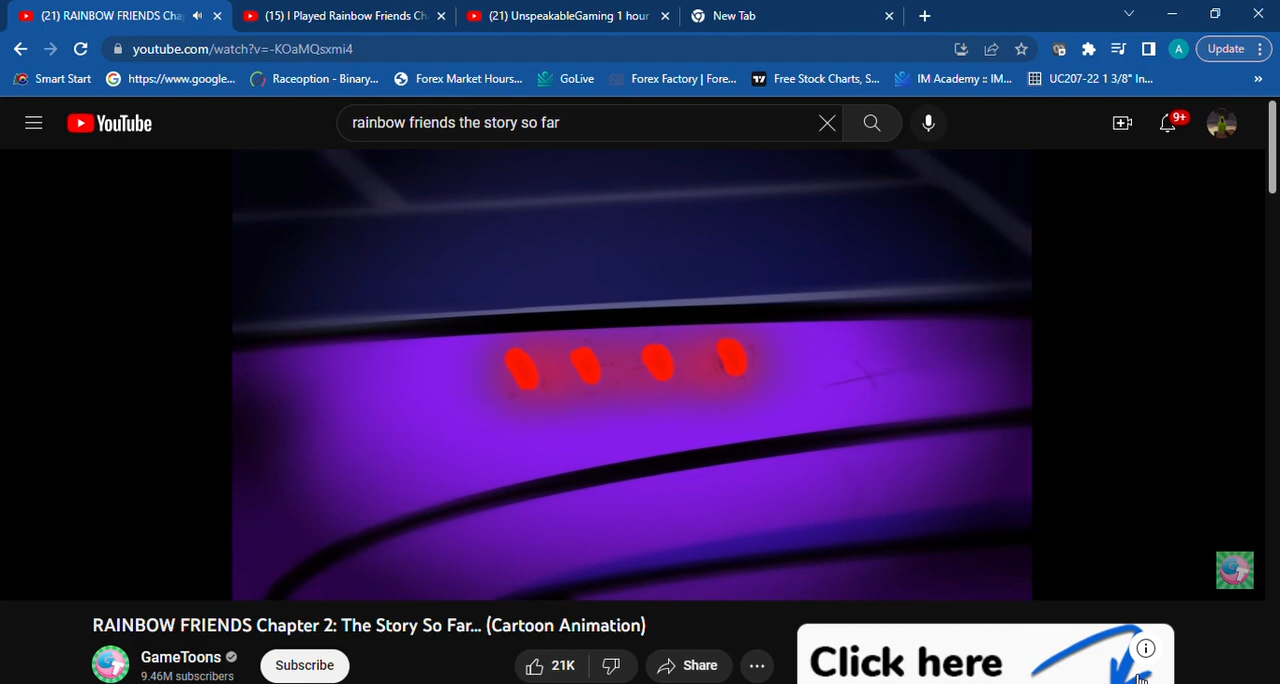 (21) RAINBOW FRIENDS Cha
(15) I Played Rainbow Friends Ch
(21) UnspeakableGaming 1 hour
New Tab
youtube.com/watch?v=-KOaMQsxmi4
A
Update
Smart Start
https://www.google...
Raceoption - Binary...
Forex Market Hours...
GoLive
Forex Factory | Fore...
Free Stock Charts, S...
IM Academy :: IM...
UC207-22 1 3/8" In...
YouTube
rainbow friends the story so far
9+
GT
RAINBOW FRIENDS Chapter 2: The Story So Far... (Cartoon Animation)
GameToons
9.46M subscribers
Subscribe
21K
Share
Click here